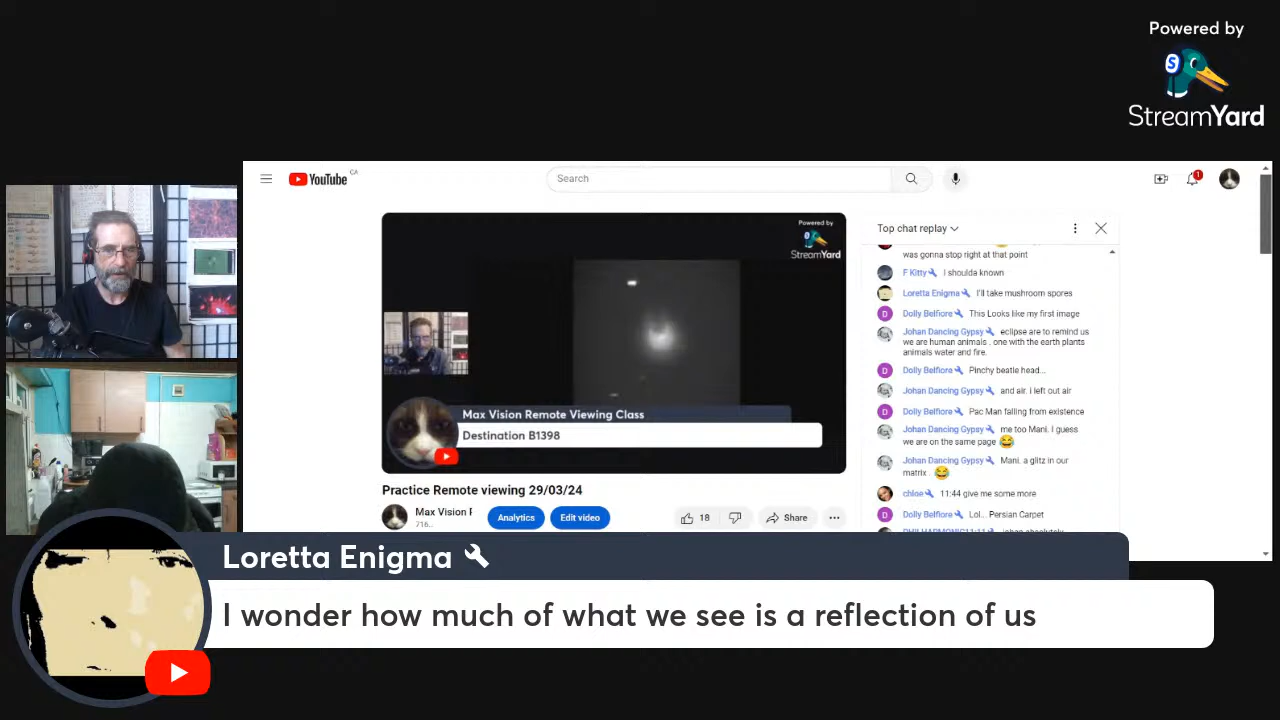 Powered by
StreamYard
YouTube CA
Search
1
Powered by
StreamYard
Max Vision Remote Viewing Class
Destination B1398
Practice Remote viewing 29/03/24
Max Vision
716...
Analytics
Edit video
18
Share
Top chat replay
was gonna stop right at that point
F Kitty I shoulda known
Loretta Enigma I'll take mushroom spores
Dolly Belfiore This Looks like my first image
Johan Dancing Gypsy eclipse are to remind us
we are human animals . one with the earth plants
animals water and fire.
Dolly Belfiore Pinchy beatle head...
Johan Dancing Gypsy and air. i left out air
Dolly Belfiore Pac Man falling from existence
Johan Dancing Gypsy me too Mani. I guess
we are on the same page 😂
Johan Dancing Gypsy Mani. a glitz in our
matrix . 😂
chloe 11:44 give me some more
Dolly Belfiore Lol.. Persian Carpet
Loretta Enigma
I wonder how much of what we see is a reflection of us